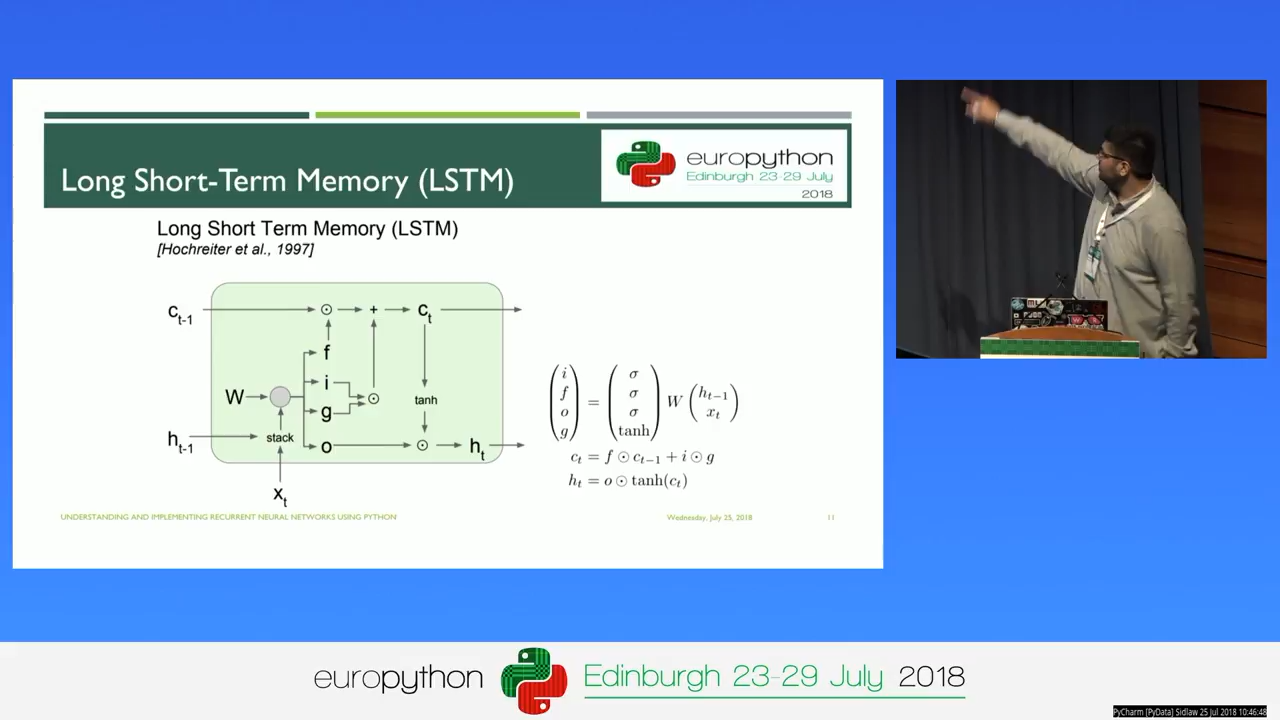 Long Short-Term Memory (LSTM)
europython
Edinburgh 23-29 July
2018
Long Short Term Memory (LSTM)
[Hochreiter et al., 1997]
c_{t-1}
c_t
f
i
g
o
W
stack
h_{t-1}
x_t
tanh
h_t
(i f o g) = (σ σ σ tanh) W (h_{t-1} x_t)
c_t = f ⊙ c_{t-1} + i ⊙ g
h_t = o ⊙ tanh(c_t)
UNDERSTANDING AND IMPLEMENTING RECURRENT NEURAL NETWORKS USING PYTHON
Wednesday, July 25, 2018
11
europython Edinburgh 23-29 July 2018
PyCharm [PyData] Sidlaw 25 Jul 2018 10:46:48